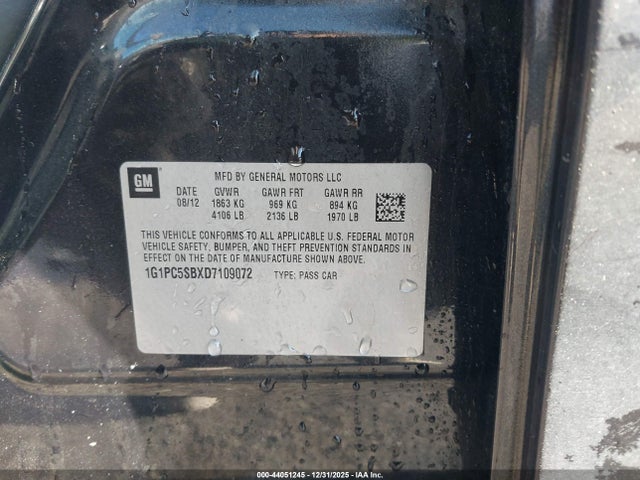 GM
MFD BY GENERAL MOTORS LLC
DATE GVWR GAWR FRT GAWR RR
08/12 1863 KG 969 KG 894 KG
4106 LB 2136 LB 1970 LB
THIS VEHICLE CONFORMS TO ALL APPLICABLE U.S. FEDERAL MOTOR
VEHICLE SAFETY, BUMPER, AND THEFT PREVENTION STANDARDS IN
EFFECT ON THE DATE OF MANUFACTURE SHOWN ABOVE.
1G1PC5SBXD7109072 TYPE: PASS CAR
000-44051245 - 12/31/2025 - IAAI.com